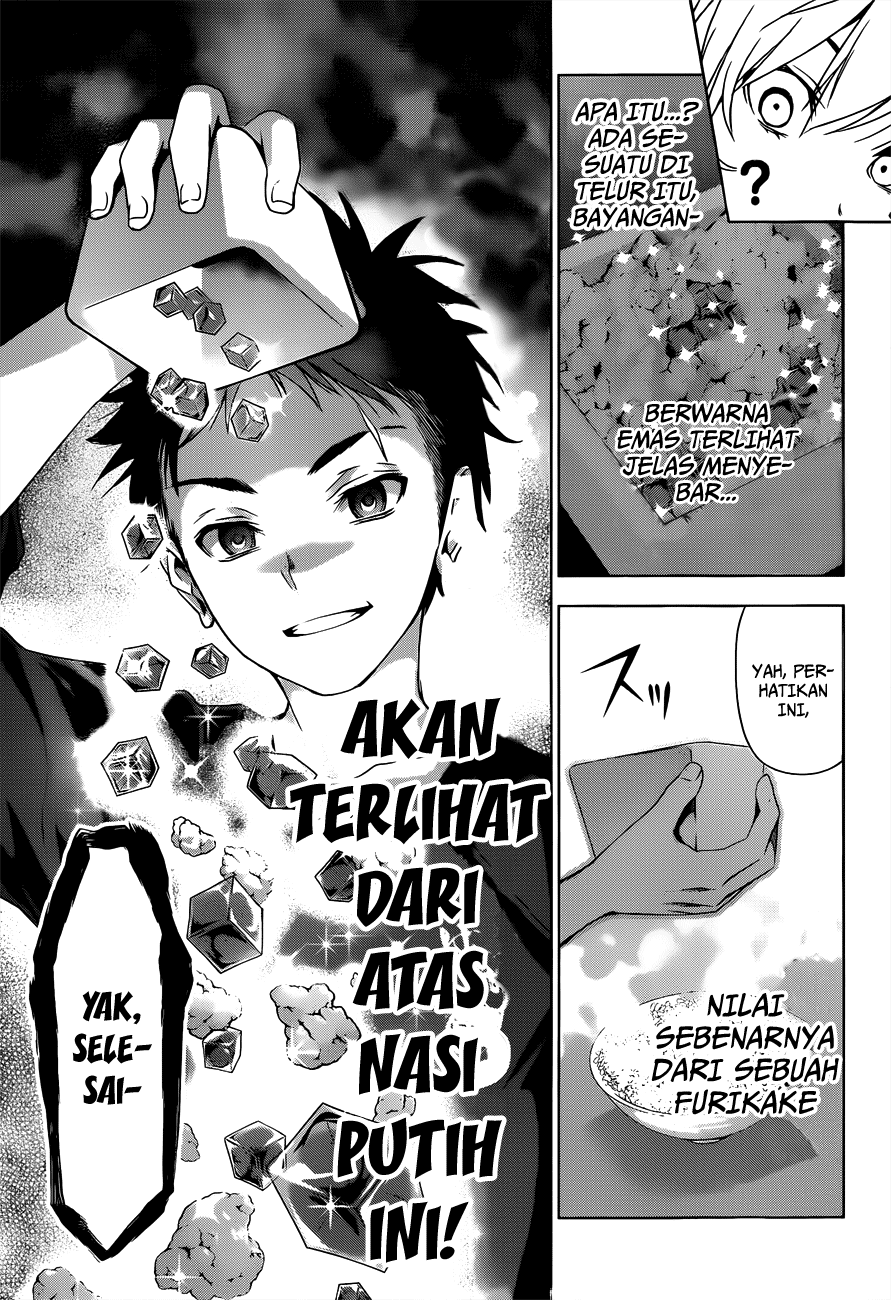 ?
APA ITU...?
ADA SE-
SUATU DI
TELUR ITU,
BAYANGAN-
BERWARNA
EMAS TERLIHAT
JELAS MENYE-
BAR...
YAH, PER-
HATIKAN
INI,
スッ
NILAI
SEBENARNYA
DARI SEBUAH
FURIKAKE
AKAN
TERLIHAT
DARI
ATAS
NASI
PUTIH
INI!
YAK,
SELE-
SAI-